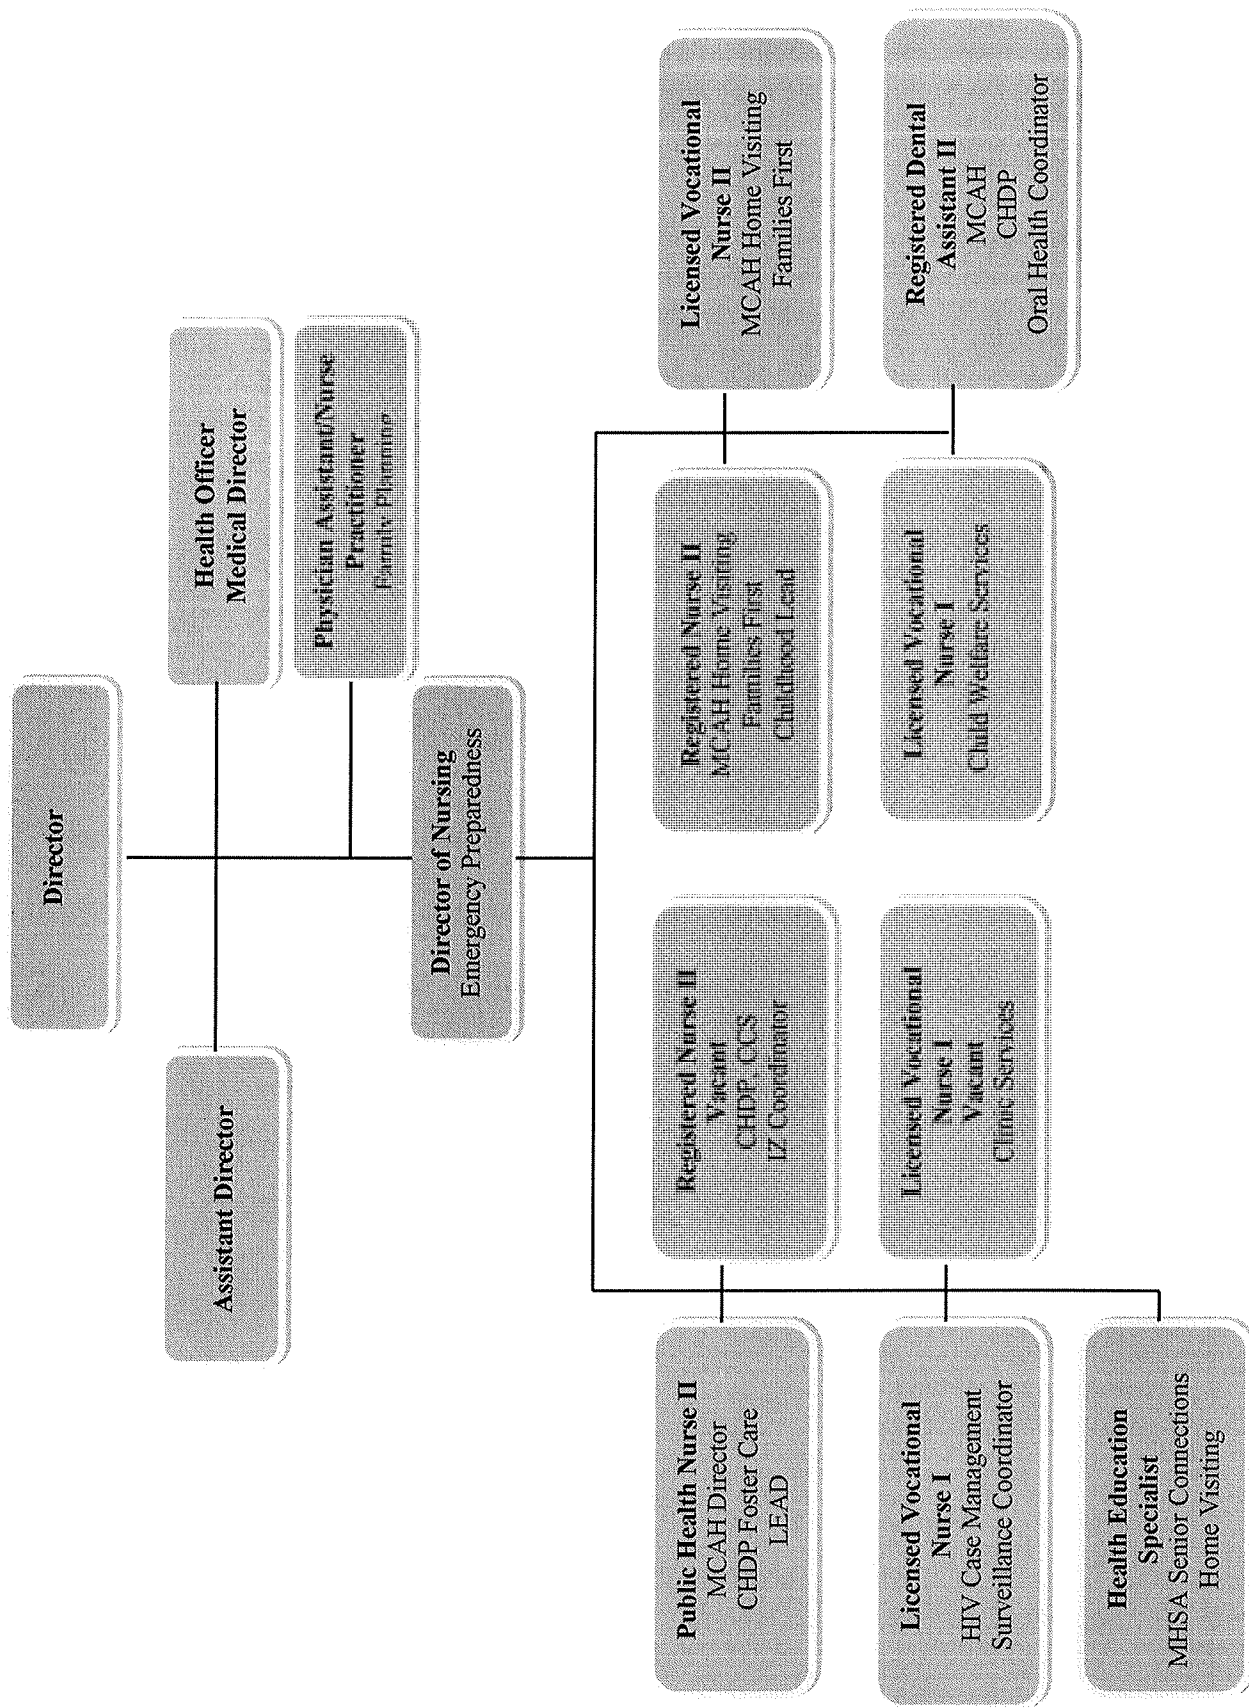 Director
Assistant Director
Health Officer
Medical Director
Physician Assistant/Nurse
Practitioner
Family Planning
Director of Nursing
Emergency Preparedness
Public Health Nurse II
MCAH Director
CHDP Foster Care
LEAD
Registered Nurse II
Vacant
CHDP, CCS
IZ Coordinator
Registered Nurse II
MCAH Home Visiting
Families First
Childhood Lead
Licensed Vocational
Nurse II
MCAH Home Visiting
Families First
Licensed Vocational
Nurse I
HIV Case Management
Surveillance Coordinator
Licensed Vocational
Nurse I
Vacant
Clinic Services
Licensed Vocational
Nurse I
Child Welfare Services
Registered Dental
Assistant II
MCAH
CHDP
Oral Health Coordinator
Health Education
Specialist
MHSA Senior Connections
Home Visiting